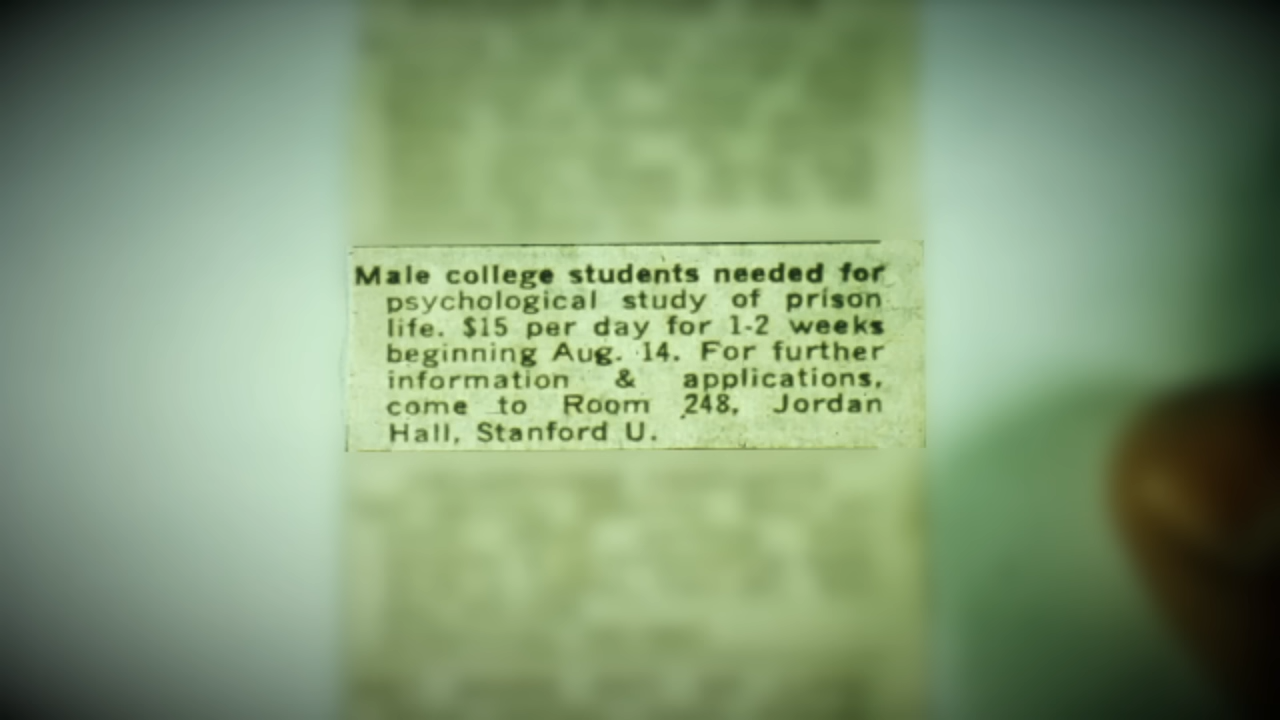 Male college students needed for
psychological study of prison
life. $15 per day for 1-2 weeks
beginning Aug. 14. For further
information & applications,
come to Room 248, Jordan
Hall, Stanford U.